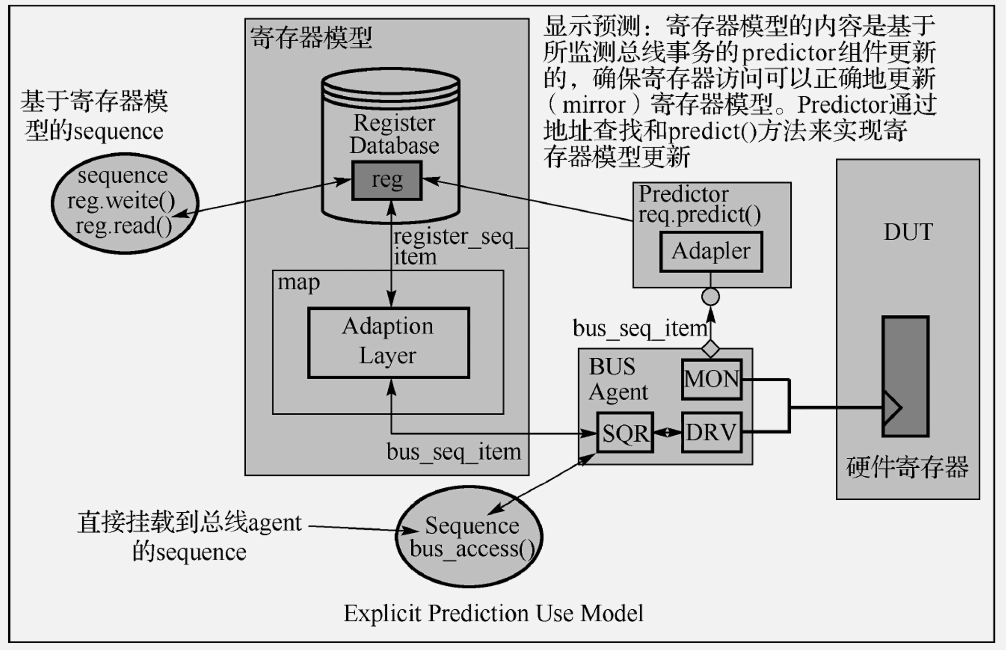 寄存器模型
显示预测：寄存器模型的内容是基于
所监测总线事务的predictor组件更新
的，确保寄存器访问可以正确地更新
（mirror）寄存器模型。Predictor通过
地址查找和predict()方法来实现寄
存器模型更新
基于寄存器模
型的sequence
sequence
reg.weite()
reg.read()
Register
Database
reg
register_seq_
item
map
Adaption
Layer
bus_seq_item
Predictor
req.predict()
Adapler
bus_seq_item
BUS
Agent
MON
SQR
DRV
DUT
硬件寄存器
直接挂载到总线agent
的sequence
Sequence
bus_access()
Explicit Prediction Use Model